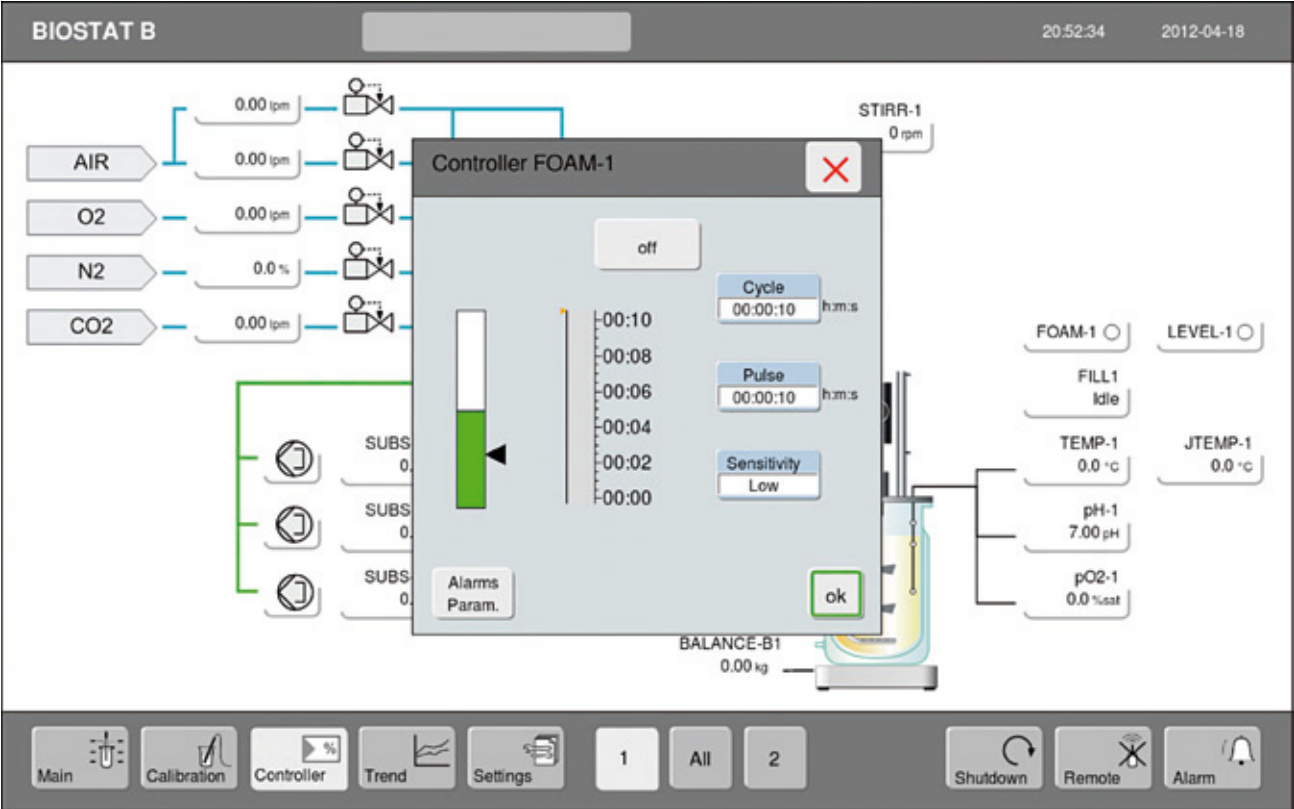 BIOSTAT B
20:52:34
2012-04-18
0.00 lpm
STIRR-1
0 rpm
AIR
0.00 lpm
O2
0.00 lpm
N2
0.0 %
CO2
0.00 lpm
Controller FOAM-1
off
Cycle
00:00:10 h:m:s
Pulse
00:00:10 h:m:s
Sensitivity
Low
00:10
00:08
00:06
00:04
00:02
00:00
Alarms
Param.
ok
SUBS
0.
SUBS
0.
SUBS-
0.
FOAM-1
LEVEL-1
FILL1
Idle
TEMP-1
0.0 °C
JTEMP-1
0.0 °C
pH-1
7.00 pH
pO2-1
0.0 %sat
BALANCE-B1
0.00 kg
Main
Calibration
%
Controller
Trend
Settings
1
All
2
Shutdown
Remote
Alarm